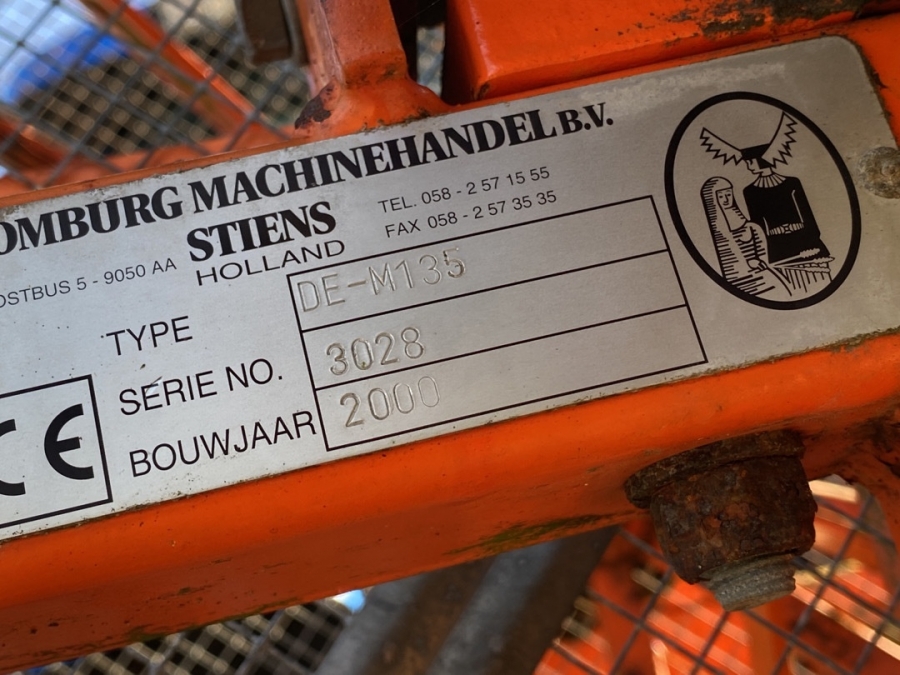 OMBURG MACHINEHANDEL B.V.
STIENS
HOLLAND
OSTBUS 5 - 9050 AA
TEL. 058 - 2 57 15 55
FAX 058 - 2 57 35 35
TYPE DE-M135
SERIE NO. 3028
BOUWJAAR 2000
CE